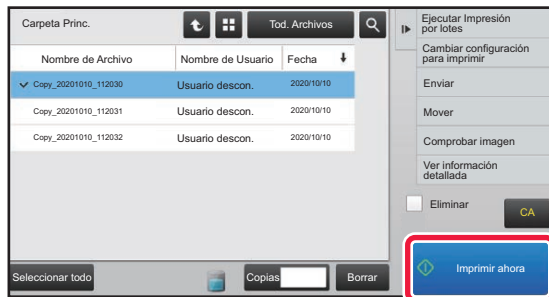 Carpeta Princ.
Tod. Archivos
Nombre de Archivo
Nombre de Usuario
Fecha
Copy_20201010_112030
Usuario descon.
2020/10/10
Copy_20201010_112031
Usuario descon.
2020/10/10
Copy_20201010_112032
Usuario descon.
2020/10/10
Seleccionar todo
Copias
Borrar
Ejecutar Impresión
por lotes
Cambiar configuración
para imprimir
Enviar
Mover
Comprobar imagen
Ver información
detallada
Eliminar
CA
Imprimir ahora